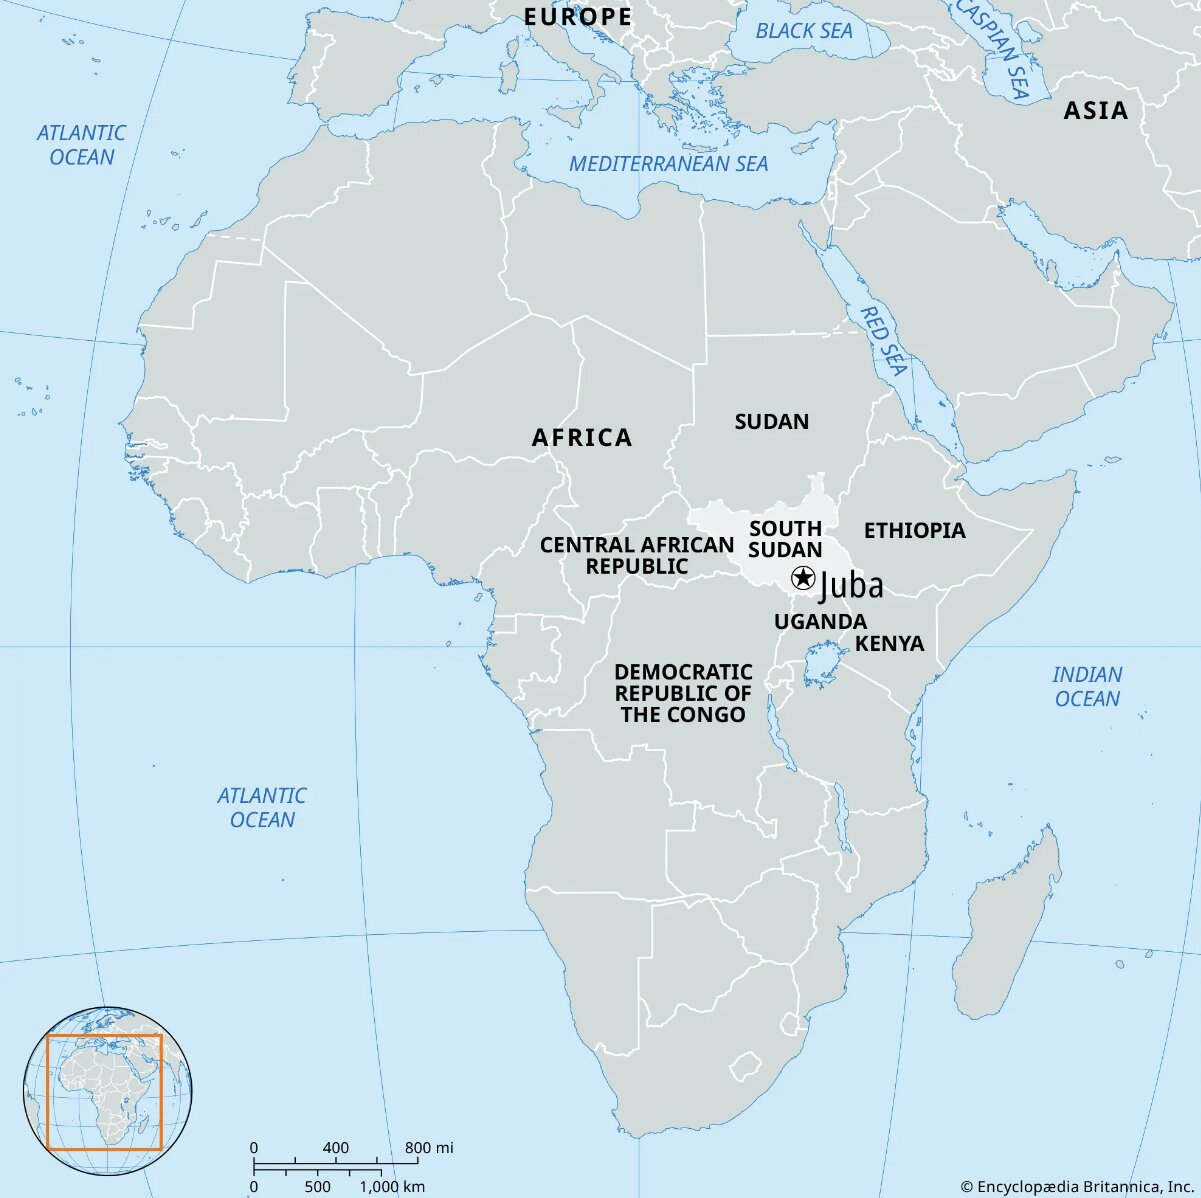 EUROPE
BLACK SEA
CASPIAN SEA
ASIA
ATLANTIC
OCEAN
MEDITERRANEAN SEA
RED SEA
SUDAN
AFRICA
SOUTH
SUDAN
ETHIOPIA
CENTRAL AFRICAN
REPUBLIC
Juba
UGANDA
KENYA
DEMOCRATIC
REPUBLIC OF
THE CONGO
INDIAN
OCEAN
ATLANTIC
OCEAN
0 400 800 mi
0 500 1,000 km
© Encyclopædia Britannica, Inc.